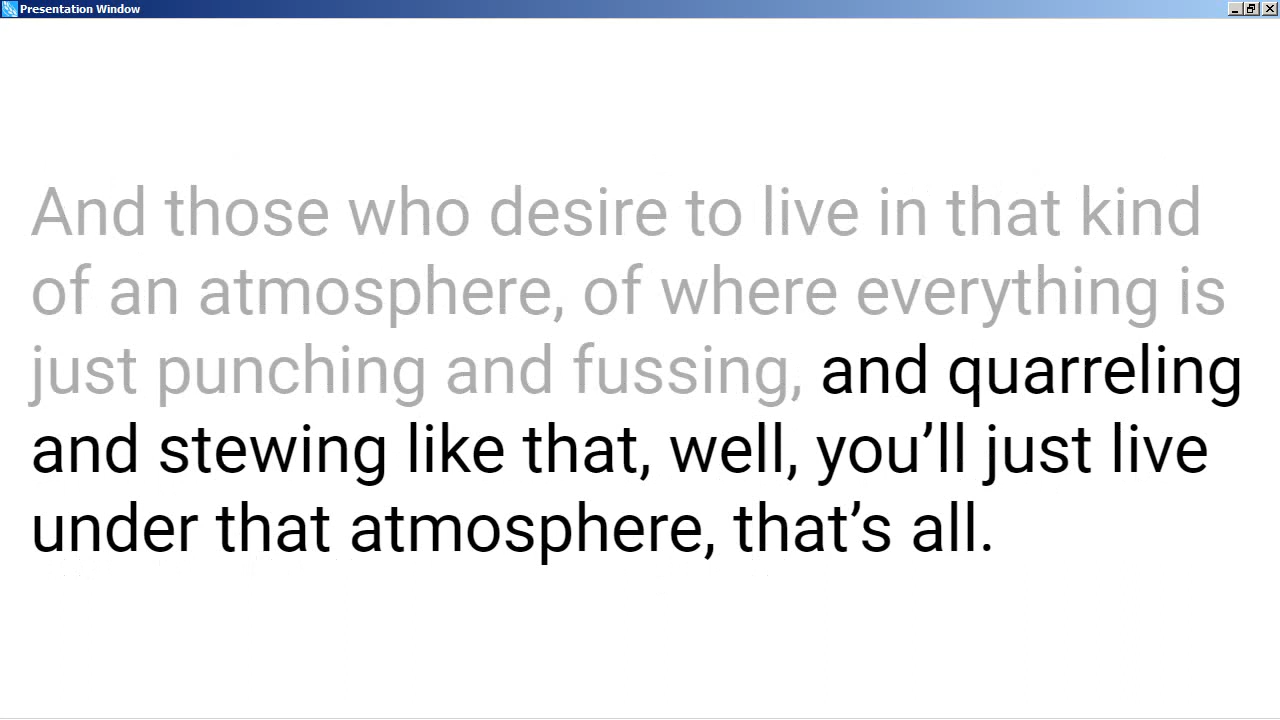 Presentation Window
And those who desire to live in that kind
of an atmosphere, of where everything is
just punching and fussing, and quarreling
and stewing like that, well, you’ll just live
under that atmosphere, that’s all.